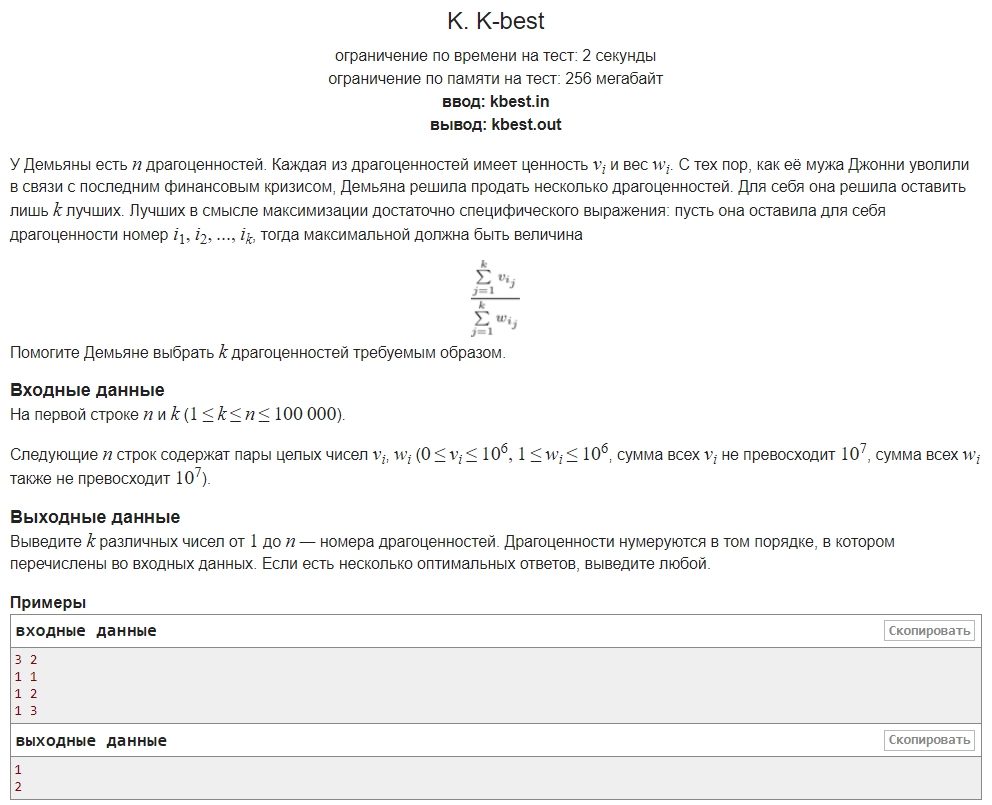 K. K-best
ограничение по времени на тест: 2 секунды
ограничение по памяти на тест: 256 мегабайт
ввод: kbest.in
вывод: kbest.out
У Демьяны есть n драгоценностей. Каждая из драгоценностей имеет ценность v_i и вес w_i. С тех пор, как её мужа Джонни уволили
в связи с последним финансовым кризисом, Демьяна решила продать несколько драгоценностей. Для себя она решила оставить
лишь k лучших. Лучших в смысле максимизации достаточно специфического выражения: пусть она оставила для себя
драгоценности номер i_1, i_2, ..., i_k, тогда максимальной должна быть величина
\frac{\sum_{j=1}^{k} v_{i_j}}{\sum_{j=1}^{k} w_{i_j}}
Помогите Демьяне выбрать k драгоценностей требуемым образом.
Входные данные
На первой строке n и k (1 ≤ k ≤ n ≤ 100 000).
Следующие n строк содержат пары целых чисел v_i, w_i (0 ≤ v_i ≤ 10^6, 1 ≤ w_i ≤ 10^6, сумма всех v_i не превосходит 10^7, сумма всех w_i
также не превосходит 10^7).
Выходные данные
Выведите k различных чисел от 1 до n — номера драгоценностей. Драгоценности нумеруются в том порядке, в котором
перечислены во входных данных. Если есть несколько оптимальных ответов, выведите любой.
Примеры
входные данные Скопировать
3 2
1 1
1 2
1 3
выходные данные Скопировать
1
2